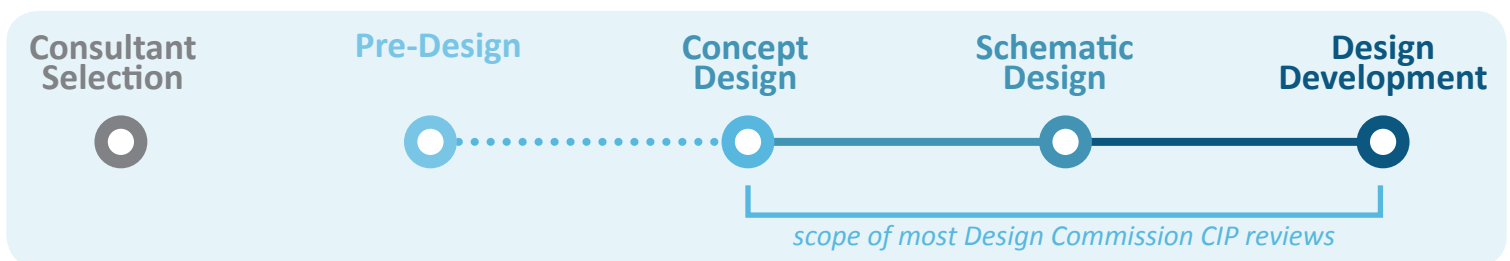 Consultant
Selection
Pre-Design
Concept
Design
Schematic
Design
Design
Development
scope of most Design Commission CIP reviews